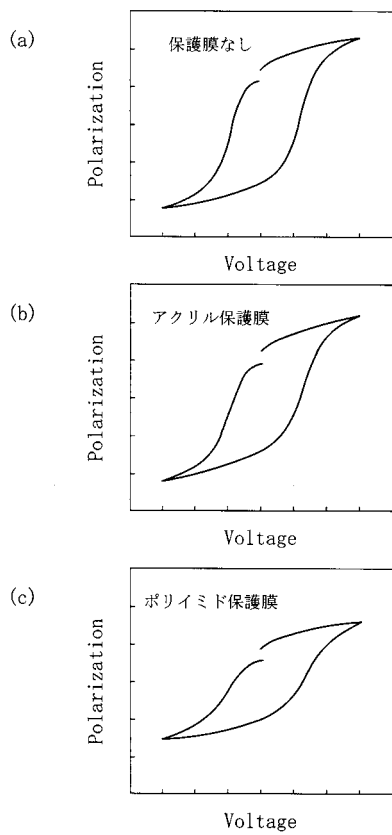 (a)
保護膜なし
Polarization
Voltage
(b)
アクリル保護膜
Polarization
Voltage
(c)
ポリイミド保護膜
Polarization
Voltage